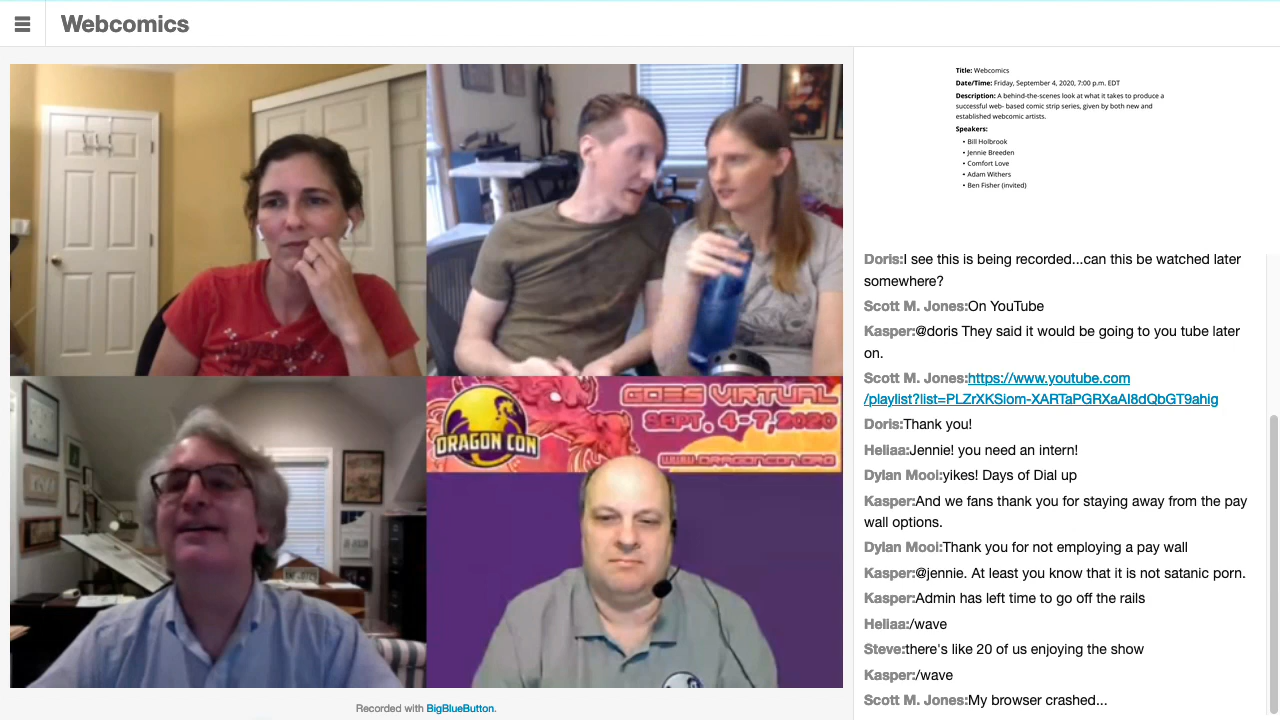 Webcomics
Title: Webcomics
Date/Time: Friday, September 4, 2020, 7:00 p.m. EDT
Description: A behind-the-scenes look at what it takes to produce a
successful web- based comic strip series, given by both new and
established webcomic artists.
Speakers:
• Bill Holbrook
• Jennie Breeden
• Comfort Love
• Adam Withers
• Ben Fisher (invited)
GOES VIRTUAL
SEPT. 4-7, 2020
DRAGON CON
WWW.DRAGONCON.ORG
Doris:I see this is being recorded...can this be watched later
somewhere?
Scott M. Jones:On YouTube
Kasper:@doris They said it would be going to you tube later
on.
Scott M. Jones:https://www.youtube.com
/playlist?list=PLZrXKSiom-XARTaPGRXaAl8dQbGT9ahig
Doris:Thank you!
Heliaa:Jennie! you need an intern!
Dylan Mool:yikes! Days of Dial up
Kasper:And we fans thank you for staying away from the pay
wall options.
Dylan Mool:Thank you for not employing a pay wall
Kasper:@jennie. At least you know that it is not satanic porn.
Kasper:Admin has left time to go off the rails
Heliaa:/wave
Steve:there's like 20 of us enjoying the show
Kasper:/wave
Scott M. Jones:My browser crashed...
Recorded with BigBlueButton.